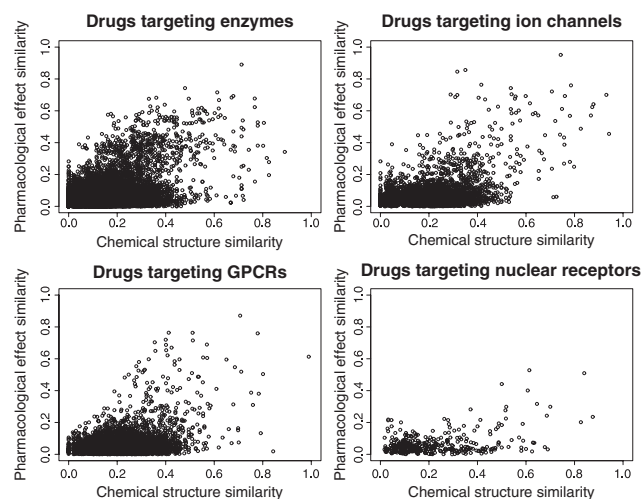 Drugs targeting enzymes
Pharmacological effect similarity
0.0 0.2 0.4 0.6 0.8 1.0
0.0 0.2 0.4 0.6 0.8 1.0
Chemical structure similarity
Drugs targeting ion channels
Pharmacological effect similarity
0.0 0.2 0.4 0.6 0.8 1.0
0.0 0.2 0.4 0.6 0.8 1.0
Chemical structure similarity
Drugs targeting GPCRs
Pharmacological effect similarity
0.0 0.2 0.4 0.6 0.8 1.0
0.0 0.2 0.4 0.6 0.8 1.0
Chemical structure similarity
Drugs targeting nuclear receptors
Pharmacological effect similarity
0.0 0.2 0.4 0.6 0.8 1.0
0.0 0.2 0.4 0.6 0.8 1.0
Chemical structure similarity